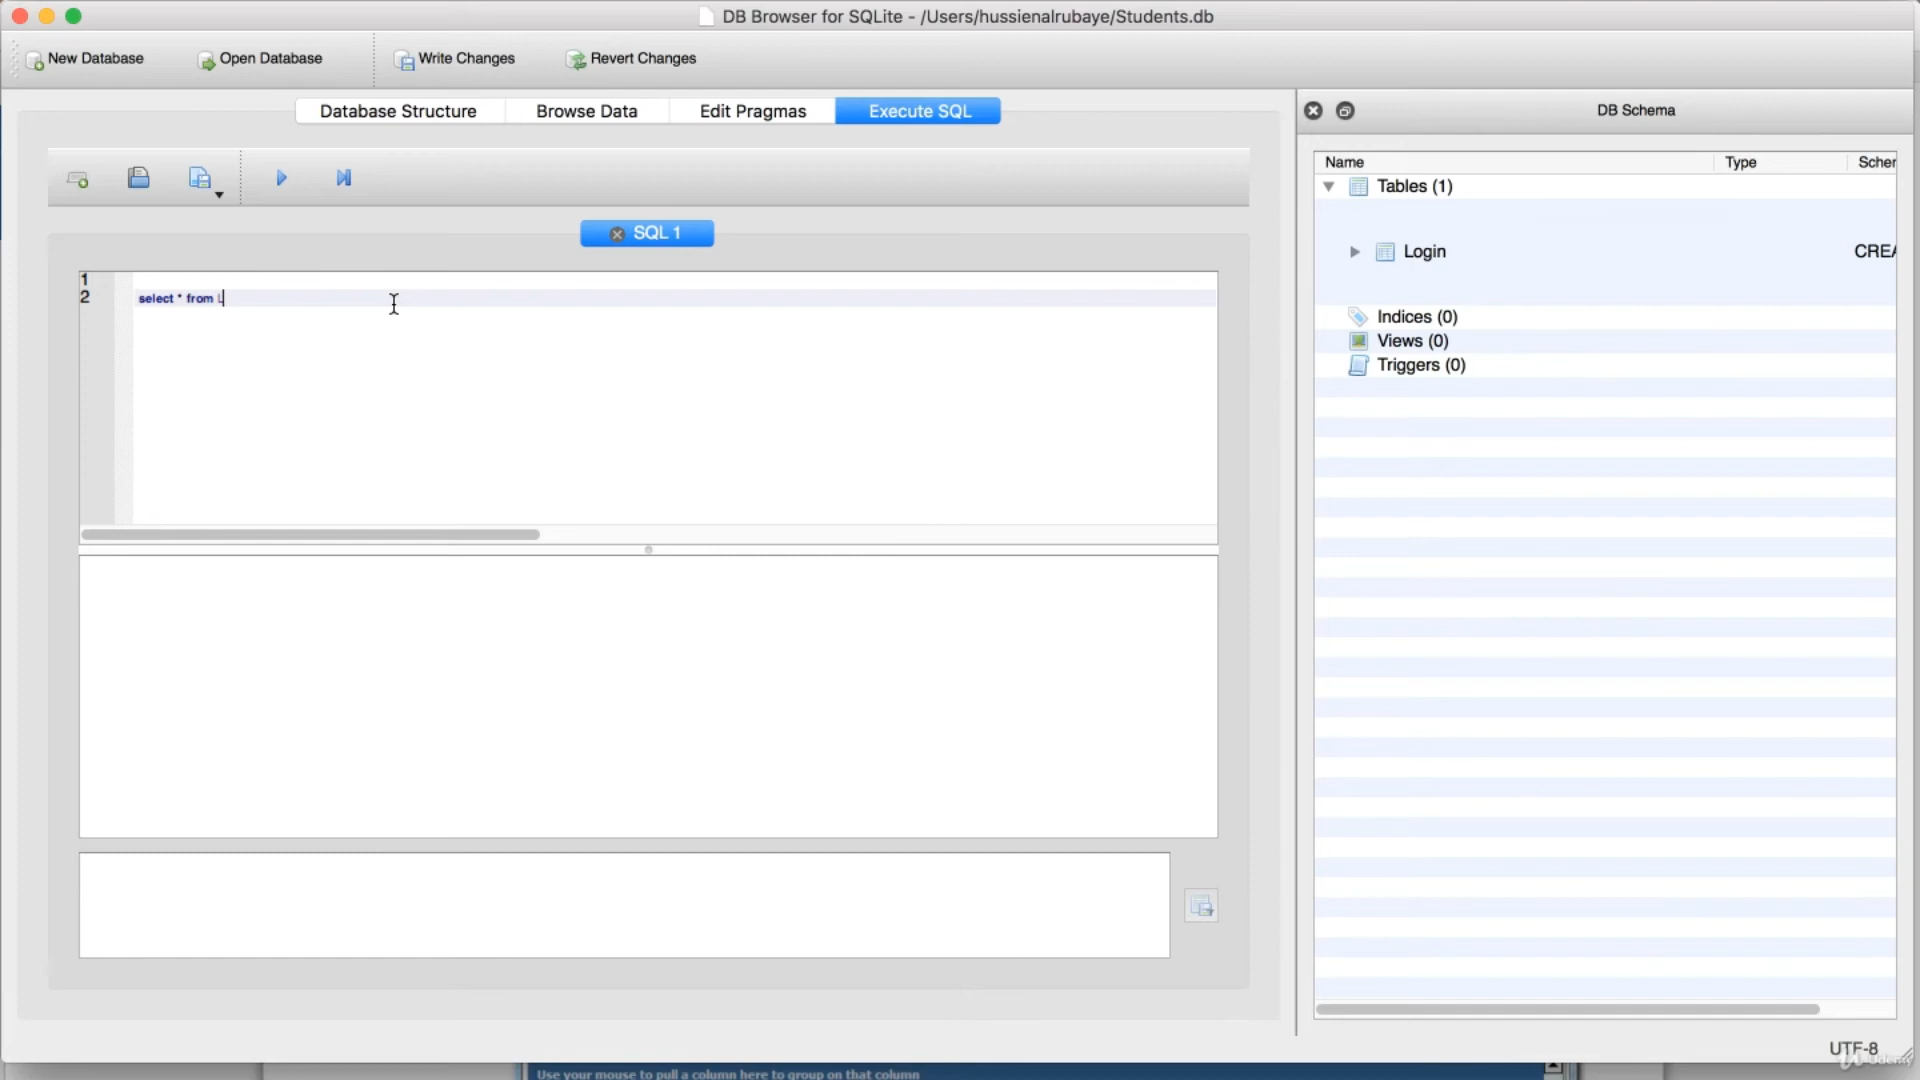 DB Browser for SQLite - /Users/hussienalrubaye/Students.db
New Database
Open Database
Write Changes
Revert Changes
Database Structure
Browse Data
Edit Pragmas
Execute SQL
DB Schema
SQL 1
1
2
select * from L
Name
Type
Scher
Tables (1)
Login
CREA
Indices (0)
Views (0)
Triggers (0)
UTF-8
Udemy
Use your mouse to pull a column here to group on that column